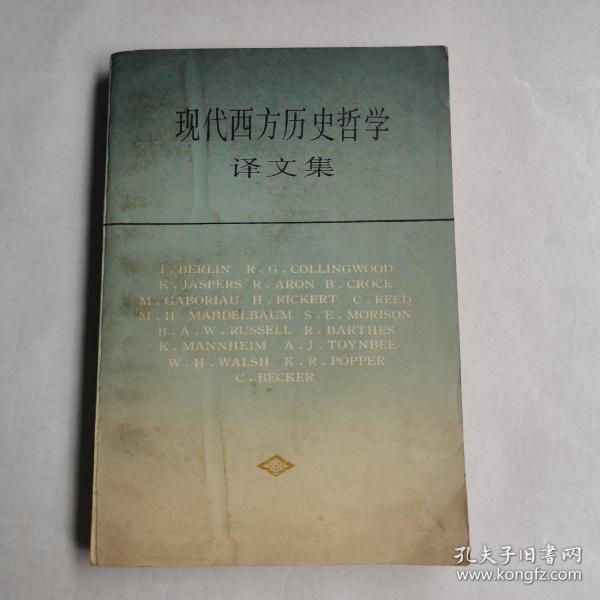 现代西方历史哲学
译文集
I . BERLIN R . G . COLLINGWOOD
K . JASPERS R . ARON B . CROCE
M . GABORIAU H . RICKERT C . REED
M . H . MANDELBAUM S . E . MORISON
B . A . W . RUSSELL R . BARTHES
K . MANNHEIM A . J . TOYNBEE
W . H . WALSH K . R . POPPER
C . BECKER
孔夫子旧书网
www.kongfz.com